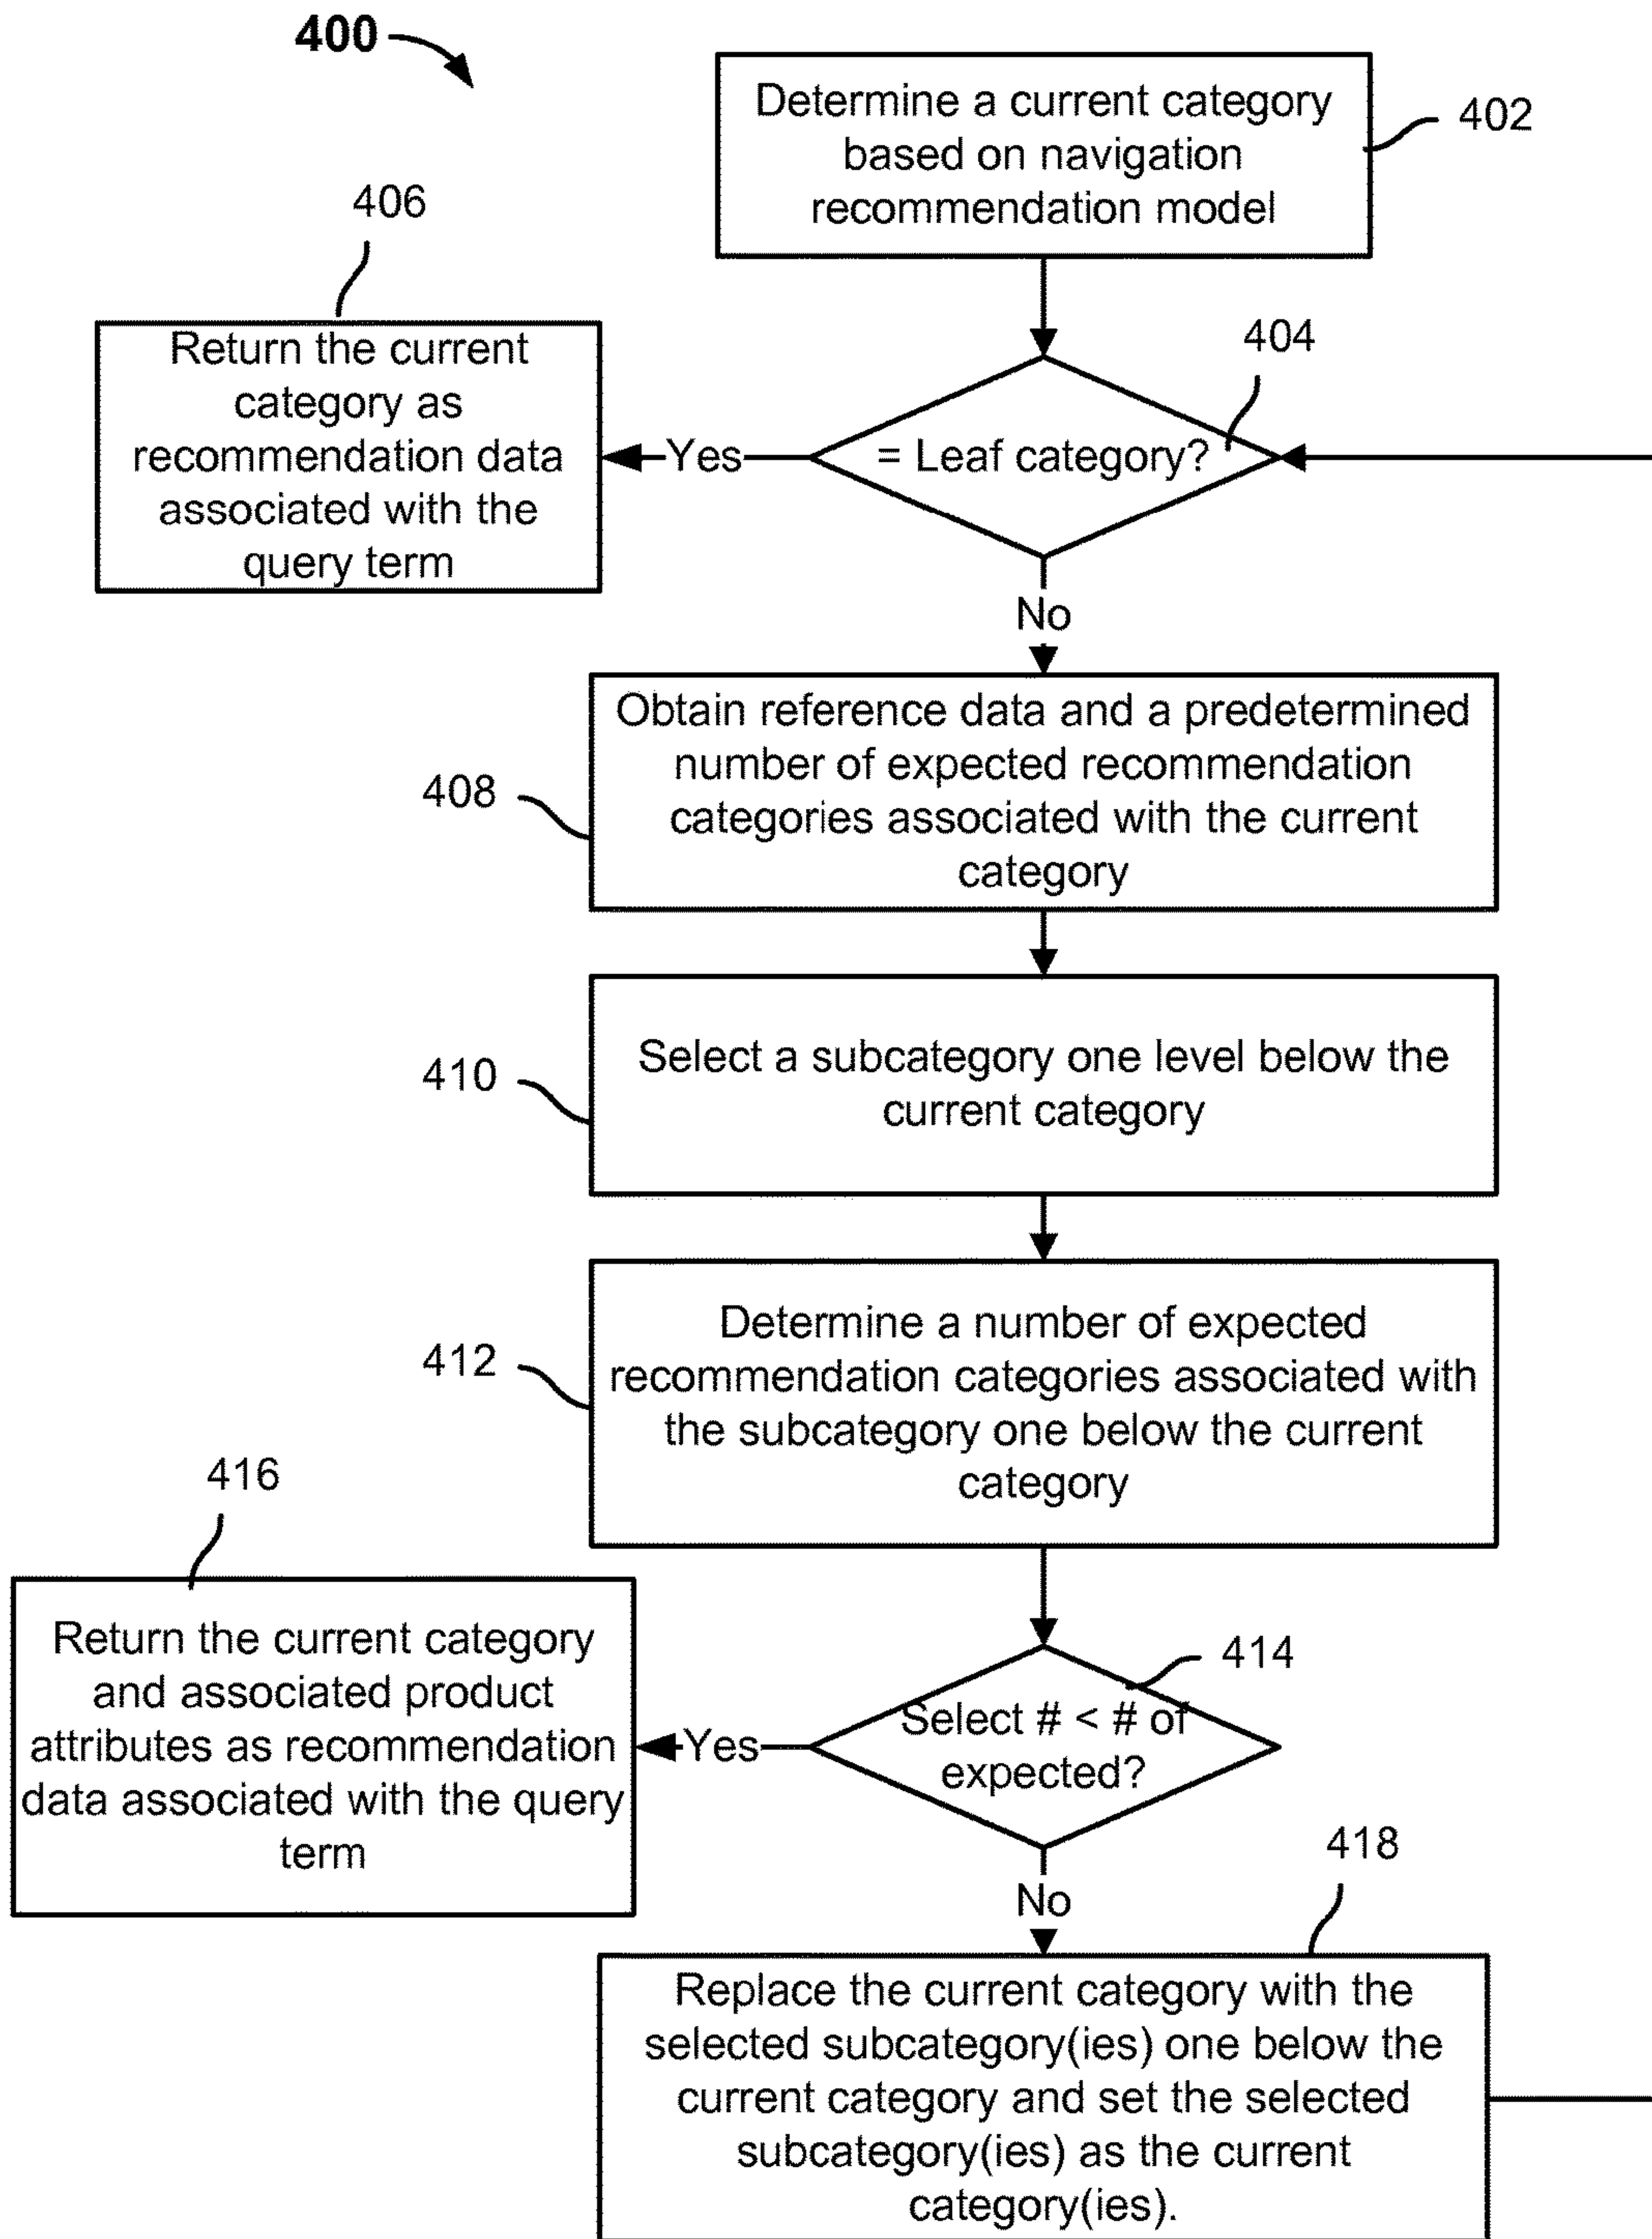 400
Determine a current category
based on navigation
recommendation model
402
406
Return the current
category as
recommendation data
associated with the
query term
404
= Leaf category?
Yes
No
Obtain reference data and a predetermined
number of expected recommendation
categories associated with the current
category
408
Select a subcategory one level below the
current category
410
Determine a number of expected
recommendation categories associated with
the subcategory one below the current
category
412
416
Return the current category
and associated product
attributes as recommendation
data associated with the query
term
414
Select # < # of
expected?
Yes
No
418
Replace the current category with the
selected subcategory(ies) one below the
current category and set the selected
subcategory(ies) as the current
category(ies).